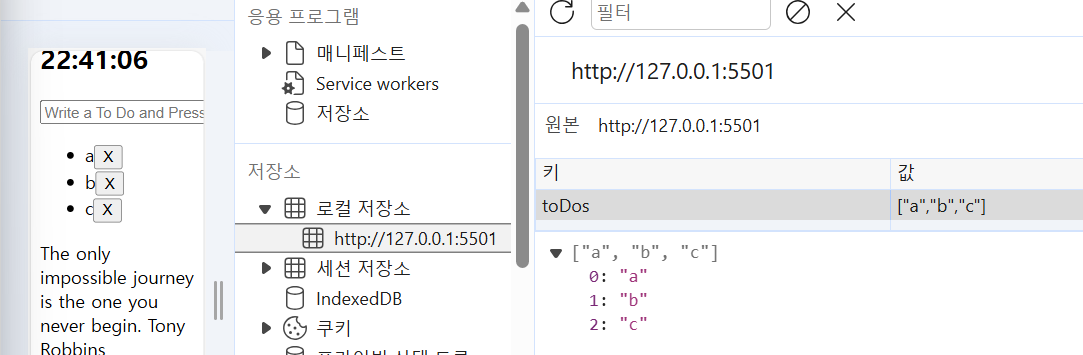 22:41:06
Write a To Do and Press
a X
b X
c X
The only
impossible journey
is the one you
never begin. Tony
Robbins
응용 프로그램
매니페스트
Service workers
저장소
저장소
로컬 저장소
http://127.0.0.1:5501
세션 저장소
IndexedDB
쿠키
필터
http://127.0.0.1:5501
원본 http://127.0.0.1:5501
키 값
toDos ["a","b","c"]
["a", "b", "c"]
0: "a"
1: "b"
2: "c"